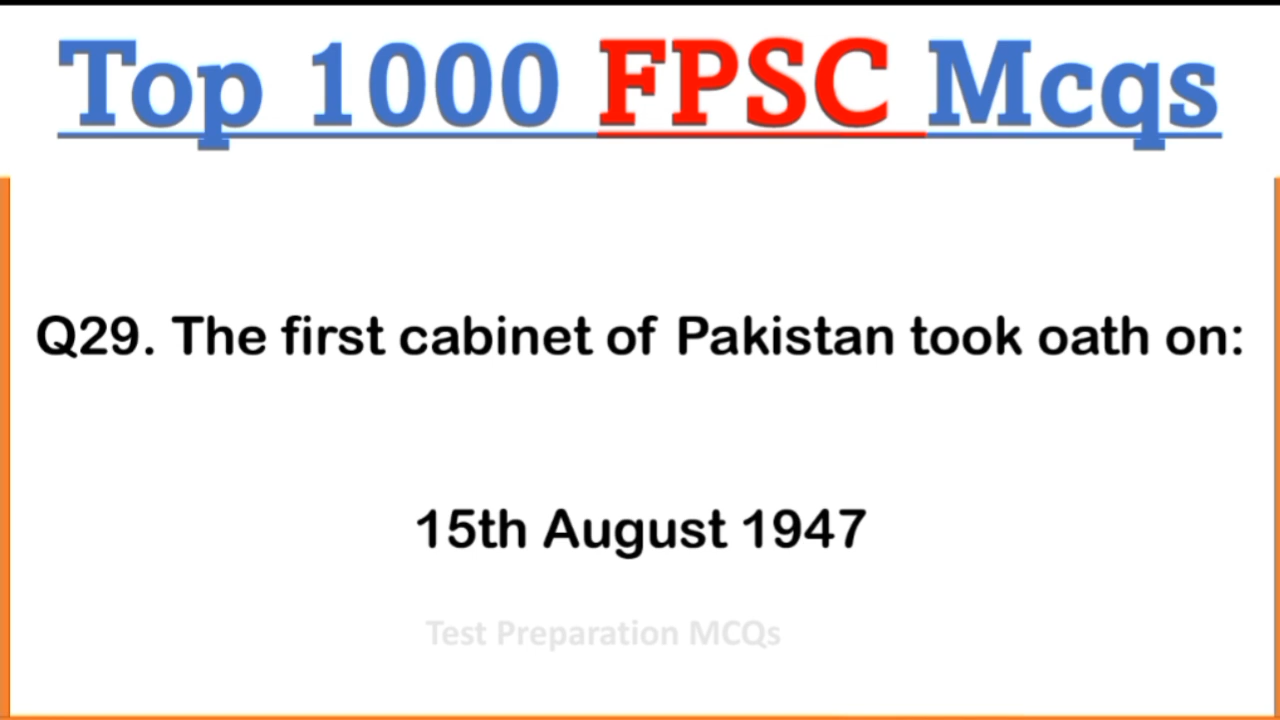 Top 1000 FPSC Mcqs
Q29. The first cabinet of Pakistan took oath on:
15th August 1947
Test Preparation MCQs